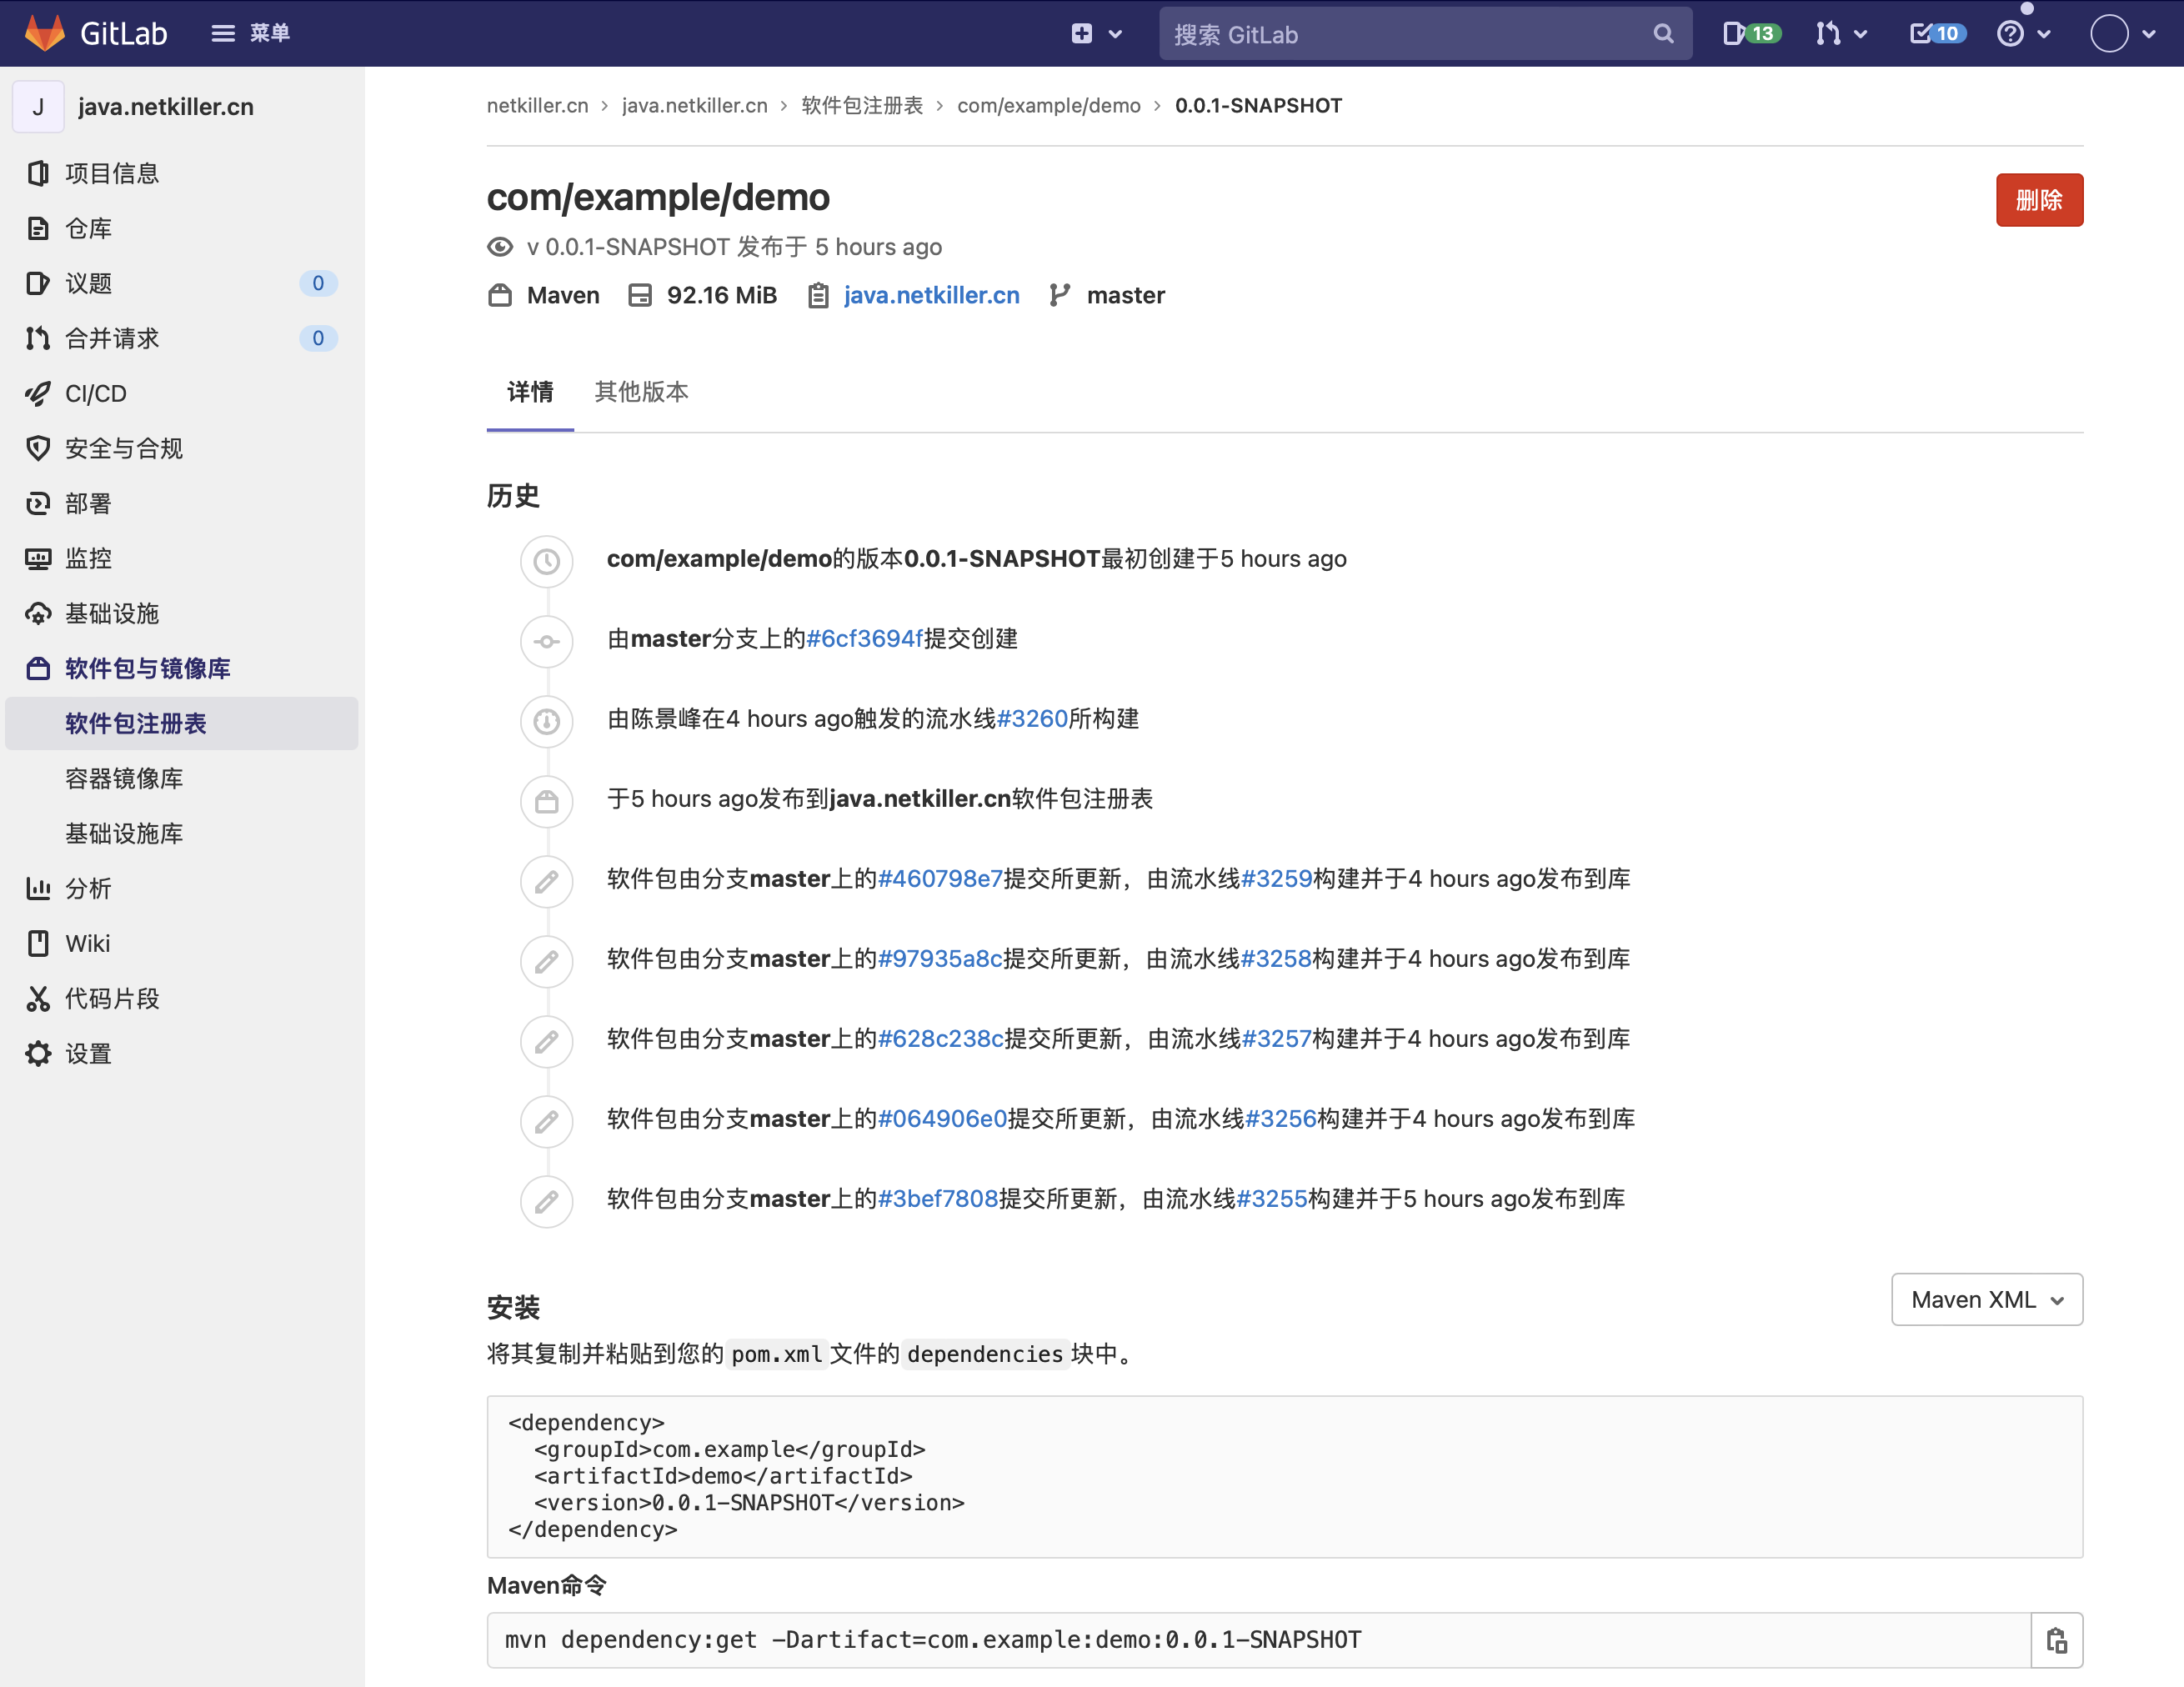 GitLab 菜单 搜索 GitLab 13 10
J java.netkiller.cn
项目信息
仓库
议题 0
合并请求 0
CI/CD
安全与合规
部署
监控
基础设施
软件包与镜像库
软件包注册表
容器镜像库
基础设施库
分析
Wiki
代码片段
设置
netkiller.cn › java.netkiller.cn › 软件包注册表 › com/example/demo › 0.0.1-SNAPSHOT
com/example/demo
删除
v 0.0.1-SNAPSHOT 发布于 5 hours ago
Maven 92.16 MiB java.netkiller.cn master
详情 其他版本
历史
com/example/demo的版本0.0.1-SNAPSHOT最初创建于5 hours ago
由master分支上的#6cf3694f提交创建
由陈景峰在4 hours ago触发的流水线#3260所构建
于5 hours ago发布到java.netkiller.cn软件包注册表
软件包由分支master上的#460798e7提交所更新，由流水线#3259构建并于4 hours ago发布到库
软件包由分支master上的#97935a8c提交所更新，由流水线#3258构建并于4 hours ago发布到库
软件包由分支master上的#628c238c提交所更新，由流水线#3257构建并于4 hours ago发布到库
软件包由分支master上的#064906e0提交所更新，由流水线#3256构建并于4 hours ago发布到库
软件包由分支master上的#3bef7808提交所更新，由流水线#3255构建并于5 hours ago发布到库
安装
Maven XML
将其复制并粘贴到您的 pom.xml 文件的 dependencies 块中。
<dependency>
  <groupId>com.example</groupId>
  <artifactId>demo</artifactId>
  <version>0.0.1-SNAPSHOT</version>
</dependency>
Maven命令
mvn dependency:get -Dartifact=com.example:demo:0.0.1-SNAPSHOT